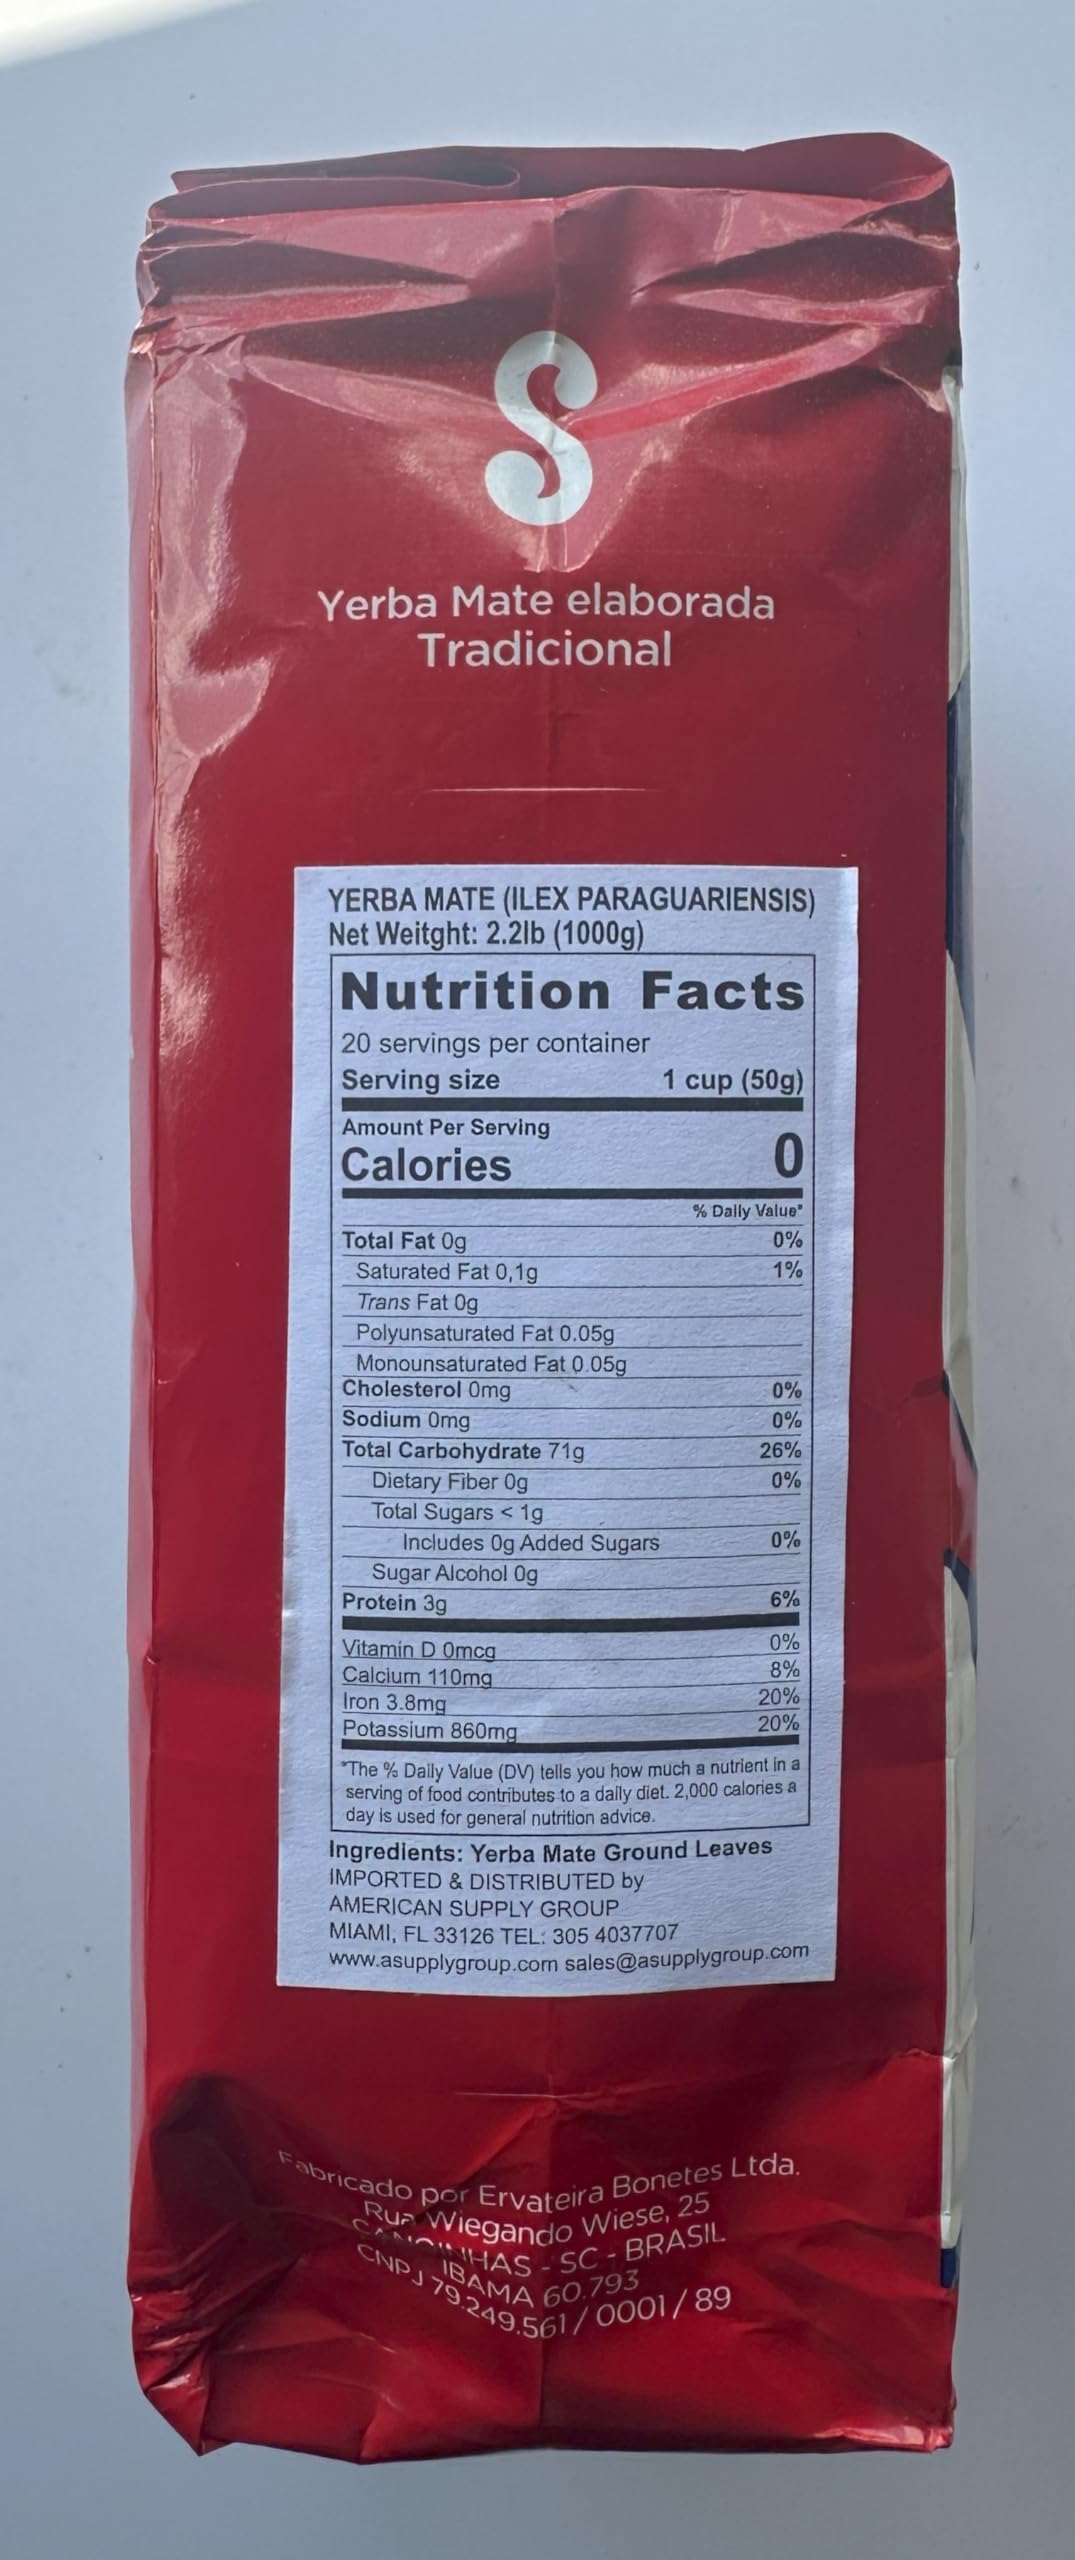 S
Yerba Mate elaborada
Tradicional
YERBA MATE (ILEX PARAGUARIENSIS)
Net Weitght: 2.2lb (1000g)
Nutrition Facts
20 servings per container
Serving size 1 cup (50g)
Amount Per Serving
Calories 0
% Daily Value*
Total Fat 0g 0%
Saturated Fat 0,1g 1%
Trans Fat 0g
Polyunsaturated Fat 0.05g
Monounsaturated Fat 0.05g
Cholesterol 0mg 0%
Sodium 0mg 0%
Total Carbohydrate 71g 26%
Dietary Fiber 0g 0%
Total Sugars < 1g
Includes 0g Added Sugars 0%
Sugar Alcohol 0g
Protein 3g 6%
Vitamin D 0mcg 0%
Calcium 110mg 8%
Iron 3.8mg 20%
Potassium 860mg 20%
*The % Daily Value (DV) tells you how much a nutrient in a
serving of food contributes to a daily diet. 2,000 calories a
day is used for general nutrition advice.
Ingredients: Yerba Mate Ground Leaves
IMPORTED & DISTRIBUTED by
AMERICAN SUPPLY GROUP
MIAMI, FL 33126 TEL: 305 4037707
www.asupplygroup.com sales@asupplygroup.com
Fabricado por Ervateira Bonetes Ltda.
Rua Wiegando Wiese, 25
CANOINHAS - SC - BRASIL
IBAMA 60.793
CNPJ 79.249.561/0001/89